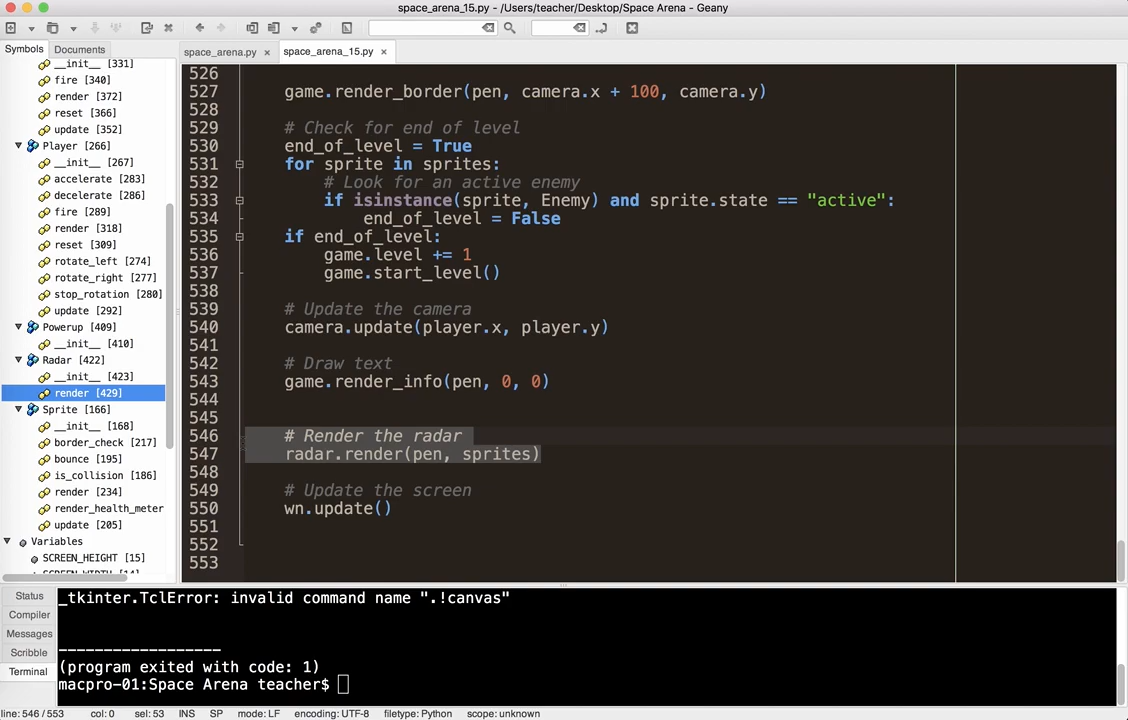 space_arena_15.py - /Users/teacher/Desktop/Space Arena - Geany
Symbols
Documents
space_arena.py
space_arena_15.py
__init__ [331]
fire [340]
render [372]
reset [366]
update [352]
Player [266]
__init__ [267]
accelerate [283]
decelerate [286]
fire [289]
render [318]
reset [309]
rotate_left [274]
rotate_right [277]
stop_rotation [280]
update [292]
Powerup [409]
__init__ [410]
Radar [422]
__init__ [423]
render [429]
Sprite [166]
__init__ [168]
border_check [217]
bounce [195]
is_collision [186]
render [234]
render_health_meter
update [205]
Variables
SCREEN_HEIGHT [15]
526
527 game.render_border(pen, camera.x + 100, camera.y)
528
529 # Check for end of level
530 end_of_level = True
531 for sprite in sprites:
532 # Look for an active enemy
533 if isinstance(sprite, Enemy) and sprite.state == "active":
534 end_of_level = False
535 if end_of_level:
536 game.level += 1
537 game.start_level()
538
539 # Update the camera
540 camera.update(player.x, player.y)
541
542 # Draw text
543 game.render_info(pen, 0, 0)
544
545
546 # Render the radar
547 radar.render(pen, sprites)
548
549 # Update the screen
550 wn.update()
551
552
553
Status
Compiler
Messages
Scribble
Terminal
_tkinter.TclError: invalid command name ".!canvas"
------------------
(program exited with code: 1)
macpro-01:Space Arena teacher$
line: 546 / 553 col: 0 sel: 53 INS SP mode: LF encoding: UTF-8 filetype: Python scope: unknown